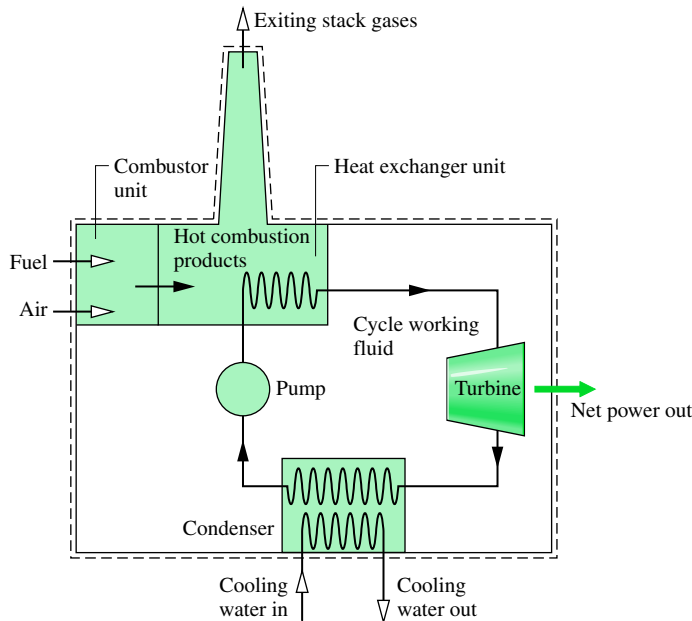 Exiting stack gases
Combustor
unit
Heat exchanger unit
Hot combustion
products
Fuel
Air
Cycle working
fluid
Pump
Turbine
Net power out
Condenser
Cooling
water in
Cooling
water out